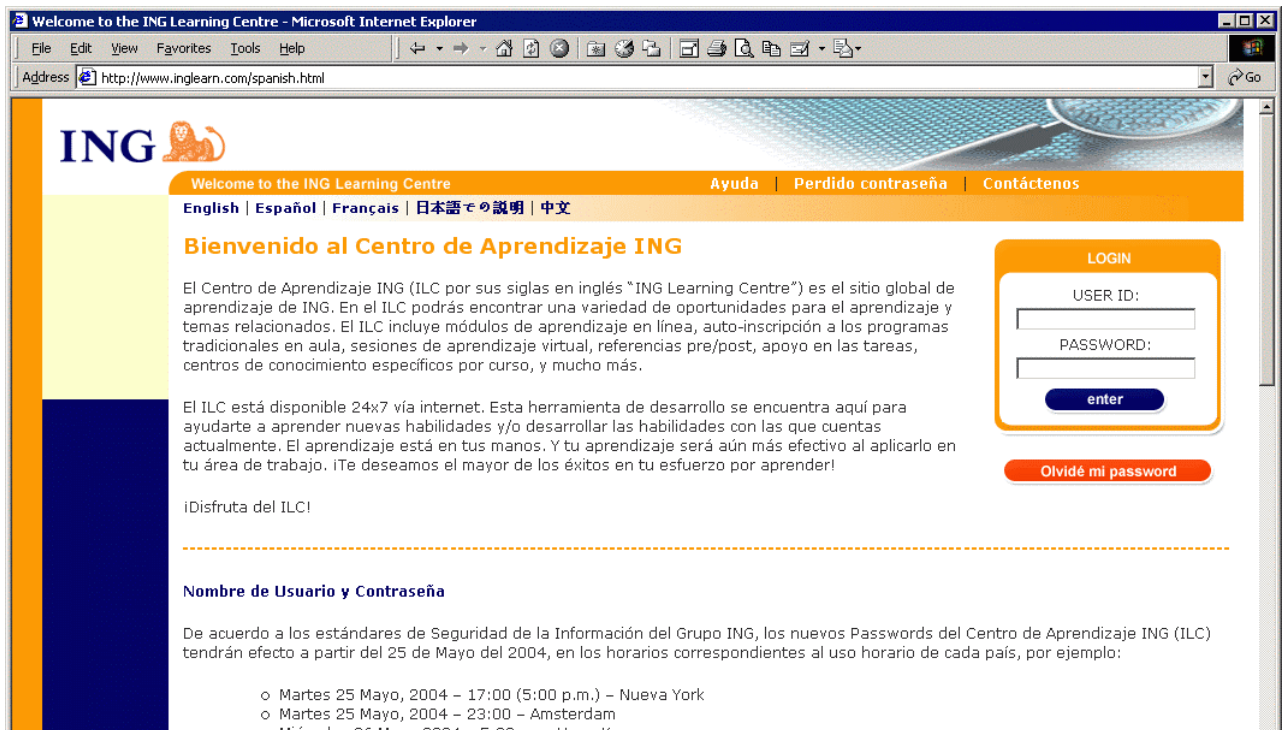 Welcome to the ING Learning Centre - Microsoft Internet Explorer
File Edit View Favorites Tools Help
Address http://www.inglearn.com/spanish.html Go
ING
Welcome to the ING Learning Centre Ayuda | Perdido contraseña | Contáctenos
English | Español | Français | 日本語での説明 | 中文
Bienvenido al Centro de Aprendizaje ING
El Centro de Aprendizaje ING (ILC por sus siglas en inglés “ING Learning Centre”) es el sitio global de
aprendizaje de ING. En el ILC podrás encontrar una variedad de oportunidades para el aprendizaje y
temas relacionados. El ILC incluye módulos de aprendizaje en línea, auto-inscripción a los programas
tradicionales en aula, sesiones de aprendizaje virtual, referencias pre/post, apoyo en las tareas,
centros de conocimiento específicos por curso, y mucho más.
El ILC está disponible 24x7 vía internet. Esta herramienta de desarrollo se encuentra aquí para
ayudarte a aprender nuevas habilidades y/o desarrollar las habilidades con las que cuentas
actualmente. El aprendizaje está en tus manos. Y tu aprendizaje será aún más efectivo al aplicarlo en
tu área de trabajo. ¡Te deseamos el mayor de los éxitos en tu esfuerzo por aprender!
¡Disfruta del ILC!
LOGIN
USER ID:
PASSWORD:
enter
Olvidé mi password
Nombre de Usuario y Contraseña
De acuerdo a los estándares de Seguridad de la Información del Grupo ING, los nuevos Passwords del Centro de Aprendizaje ING (ILC)
tendrán efecto a partir del 25 de Mayo del 2004, en los horarios correspondientes al uso horario de cada país, por ejemplo:
o Martes 25 Mayo, 2004 – 17:00 (5:00 p.m.) – Nueva York
o Martes 25 Mayo, 2004 – 23:00 – Amsterdam